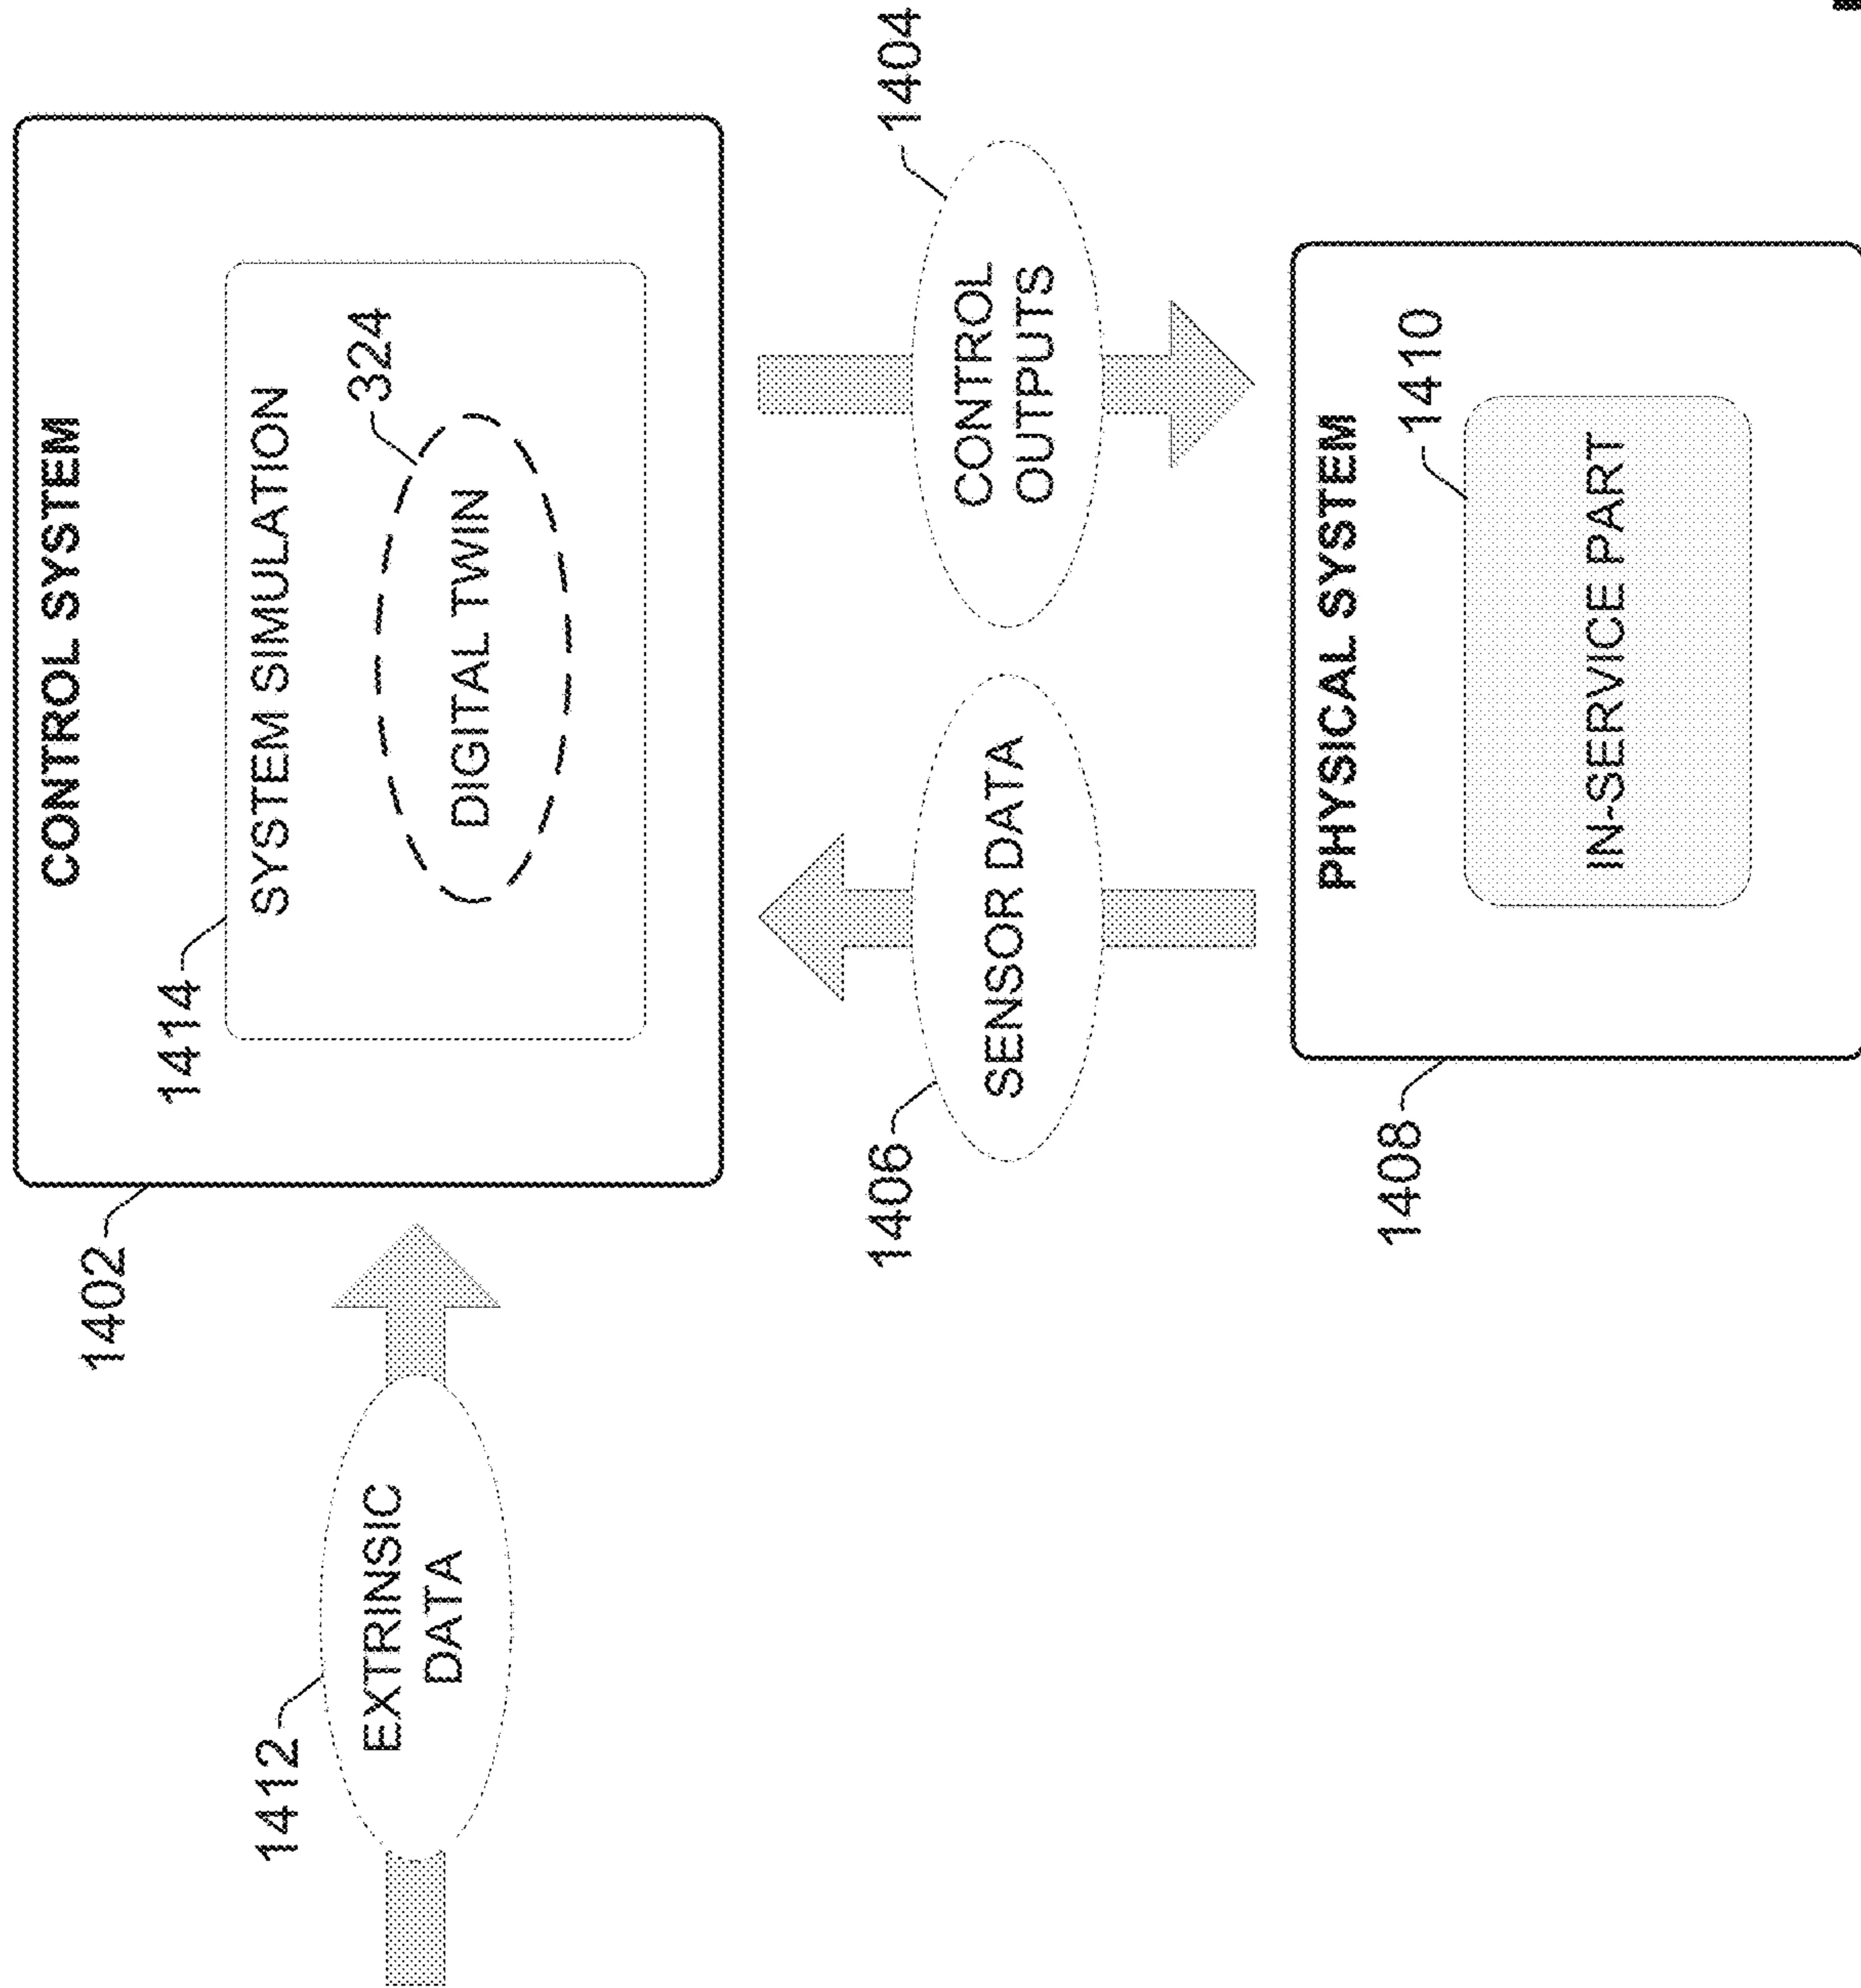 CONTROL SYSTEM
1402
1414
SYSTEM SIMULATION
324
DIGITAL TWIN
1412
EXTRINSIC
DATA
1406
SENSOR DATA
1404
CONTROL
OUTPUTS
1408
PHYSICAL SYSTEM
1410
IN-SERVICE PART